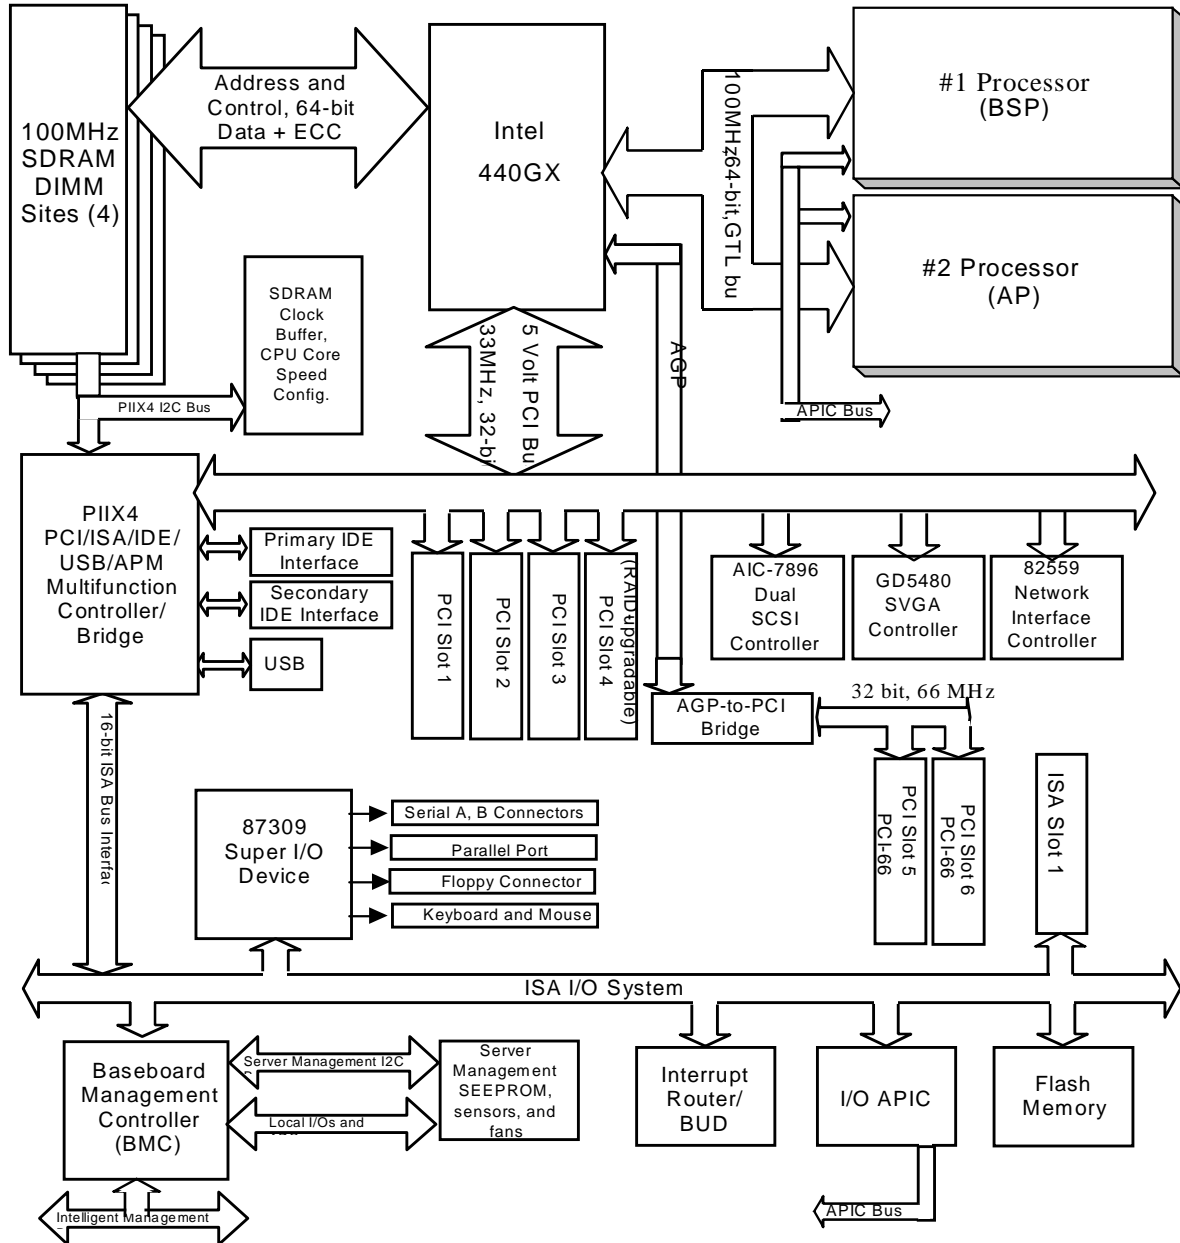 100MHz
SDRAM
DIMM
Sites (4)
Address and
Control, 64-bit
Data + ECC
Intel
440GX
100MHz,64-bit,GTL bu
#1 Processor
(BSP)
#2 Processor
(AP)
APIC Bus
SDRAM
Clock
Buffer,
CPU Core
Speed
Config.
PIIX4 I2C Bus
5 Volt PCI Bu
33MHz, 32-bi
AGP
PIIX4
PCI/ISA/IDE/
USB/APM
Multifunction
Controller/
Bridge
Primary IDE
Interface
Secondary
IDE Interface
USB
PCI Slot 1
PCI Slot 2
PCI Slot 3
(RAID-upgradable)
PCI Slot 4
AIC-7896
Dual
SCSI
Controller
GD5480
SVGA
Controller
82559
Network
Interface
Controller
AGP-to-PCI
Bridge
32 bit, 66 MHz
PCI Slot 5
PCI-66
PCI Slot 6
PCI-66
ISA Slot 1
16-bit ISA Bus Interfac
87309
Super I/O
Device
Serial A, B Connectors
Parallel Port
Floppy Connector
Keyboard and Mouse
ISA I/O System
Baseboard
Management
Controller
(BMC)
Server Management I2C
Local I/Os and
Server
Management
SEEPROM,
sensors, and
fans
Interrupt
Router/
BUD
I/O APIC
Flash
Memory
Intelligent Management
APIC Bus